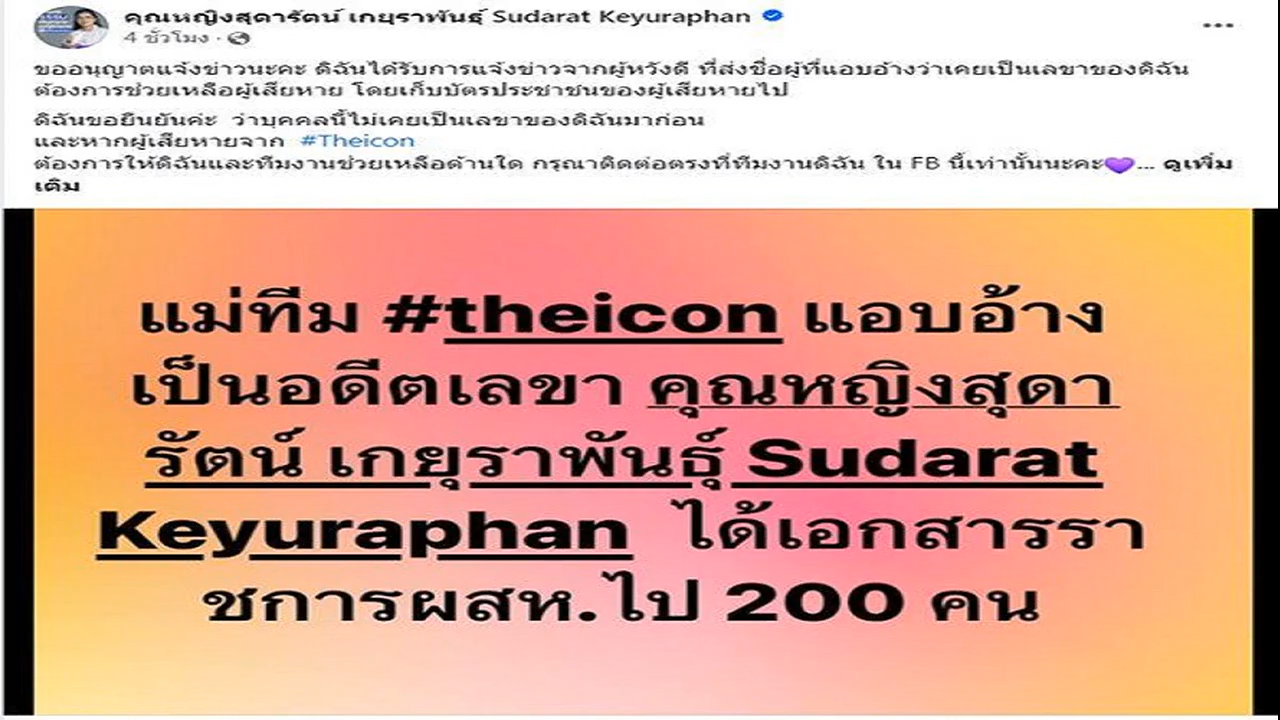 คุณหญิงสุดารัตน์ เกยุราพันธุ์ Sudarat Keyuraphan
4 ชั่วโมง ·
ขออนุญาตแจ้งข่าวนะคะ ดิฉันได้รับการแจ้งข่าวจากผู้หวังดี ที่ส่งชื่อผู้ที่แอบอ้างว่าเคยเป็นเลขาของดิฉัน
ต้องการช่วยเหลือผู้เสียหาย โดยเก็บบัตรประชาชนของผู้เสียหายไป
ดิฉันขอยืนยันค่ะ ว่าบุคคลนี้ไม่เคยเป็นเลขาของดิฉันมาก่อน
และหากผู้เสียหายจาก #Theicon
ต้องการให้ดิฉันและทีมงานช่วยเหลือด้านใด กรุณาติดต่อตรงที่ทีมงานดิฉัน ใน FB นี้เท่านั้นนะคะ💜... ดูเพิ่ม
เติม
แม่ทีม #theicon แอบอ้าง
เป็นอดีตเลขา คุณหญิงสุดา
รัตน์ เกยุราพันธุ์ Sudarat
Keyuraphan ได้เอกสารรา
ชการผสห.ไป 200 คน